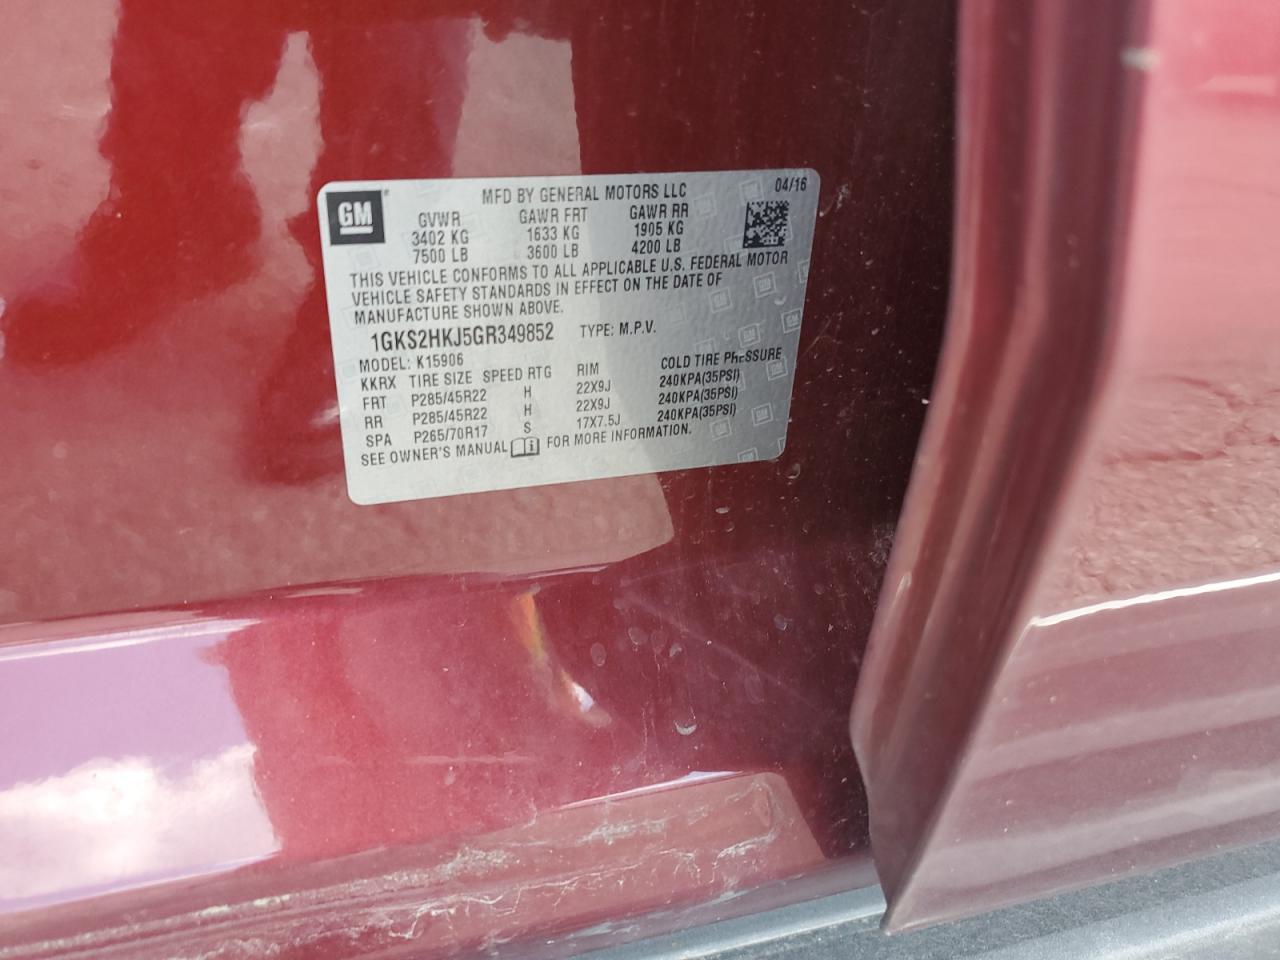 GM
MFD BY GENERAL MOTORS LLC 04/16
GVWR GAWR FRT GAWR RR
3402 KG 1633 KG 1905 KG
7500 LB 3600 LB 4200 LB
THIS VEHICLE CONFORMS TO ALL APPLICABLE U.S. FEDERAL MOTOR
VEHICLE SAFETY STANDARDS IN EFFECT ON THE DATE OF
MANUFACTURE SHOWN ABOVE.
1GKS2HKJ5GR349852 TYPE: M.P.V.
MODEL: K15906
KKRX TIRE SIZE SPEED RTG RIM COLD TIRE PRESSURE
FRT P285/45R22 H 22X9J 240KPA(35PSI)
RR P285/45R22 H 22X9J 240KPA(35PSI)
SPA P265/70R17 S 17X7.5J 240KPA(35PSI)
SEE OWNER'S MANUAL FOR MORE INFORMATION.